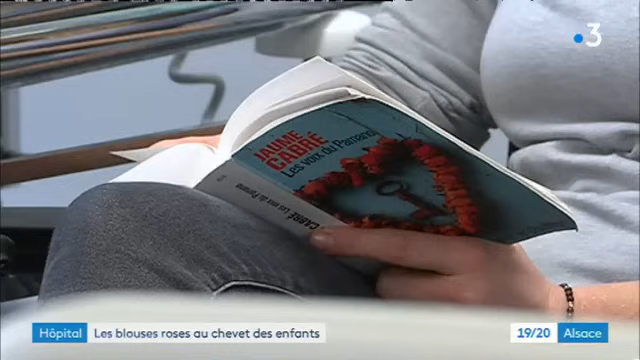 3
JAUME
CABRÉ
Les voix du Pamano
CABRÉ Les voix du Pamano
Hôpital Les blouses roses au chevet des enfants
19/20 Alsace